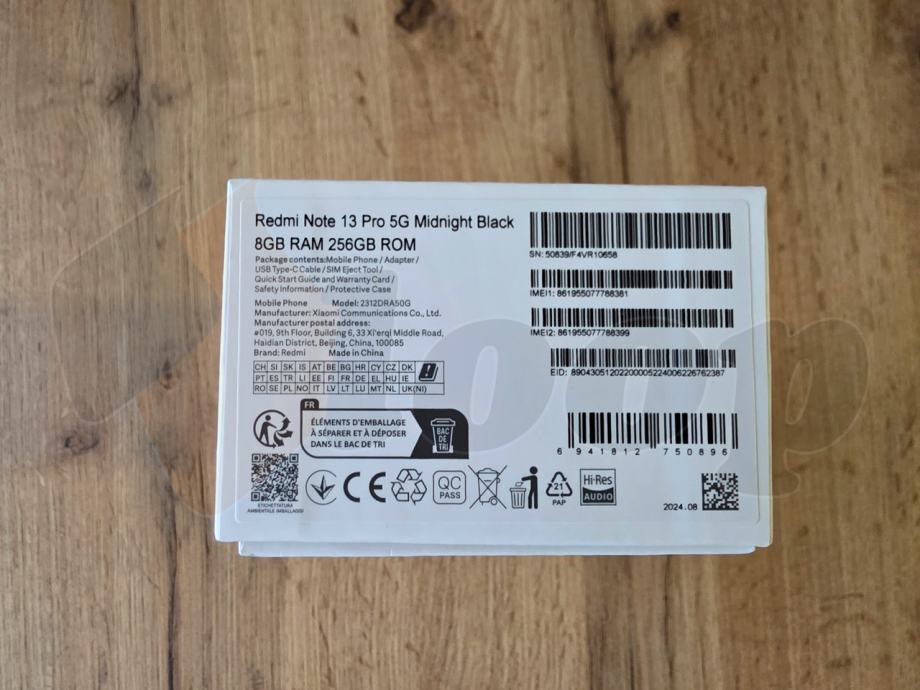 Redmi Note 13 Pro 5G Midnight Black
8GB RAM 256GB ROM
Package contents:Mobile Phone / Adapter /
USB Type-C Cable / SIM Eject Tool /
Quick Start Guide and Warranty Card /
Safety Information / Protective Case
Mobile Phone Model: 2312DRA50G
Manufacturer: Xiaomi Communications Co., Ltd.
Manufacturer postal address:
#019, 9th Floor, Building 6, 33 Xi'erqi Middle Road,
Haidian District, Beijing, China, 100085
Brand: Redmi Made in China
CH SI SK IS AT BE BG HR CY CZ DK
PT ES TR LI EE FI FR DE EL HU IE
RO SE PL NO IT LV LT LU MT NL UK(NI)
SN: 50839/F4VR10658
IMEI1: 861955077788381
IMEI2: 861955077788399
EID: 89043051202200005224006226762387
6 941812 750896
FR
ÉLÉMENTS D'EMBALLAGE
À SÉPARER ET À DÉPOSER
DANS LE BAC DE TRI
BAC
DE
TRI
ETICHETTATURA
AMBIENTALE IMBALLAGGI
CE
QC
PASS
21
PAP
Hi-Res
AUDIO
2024.08